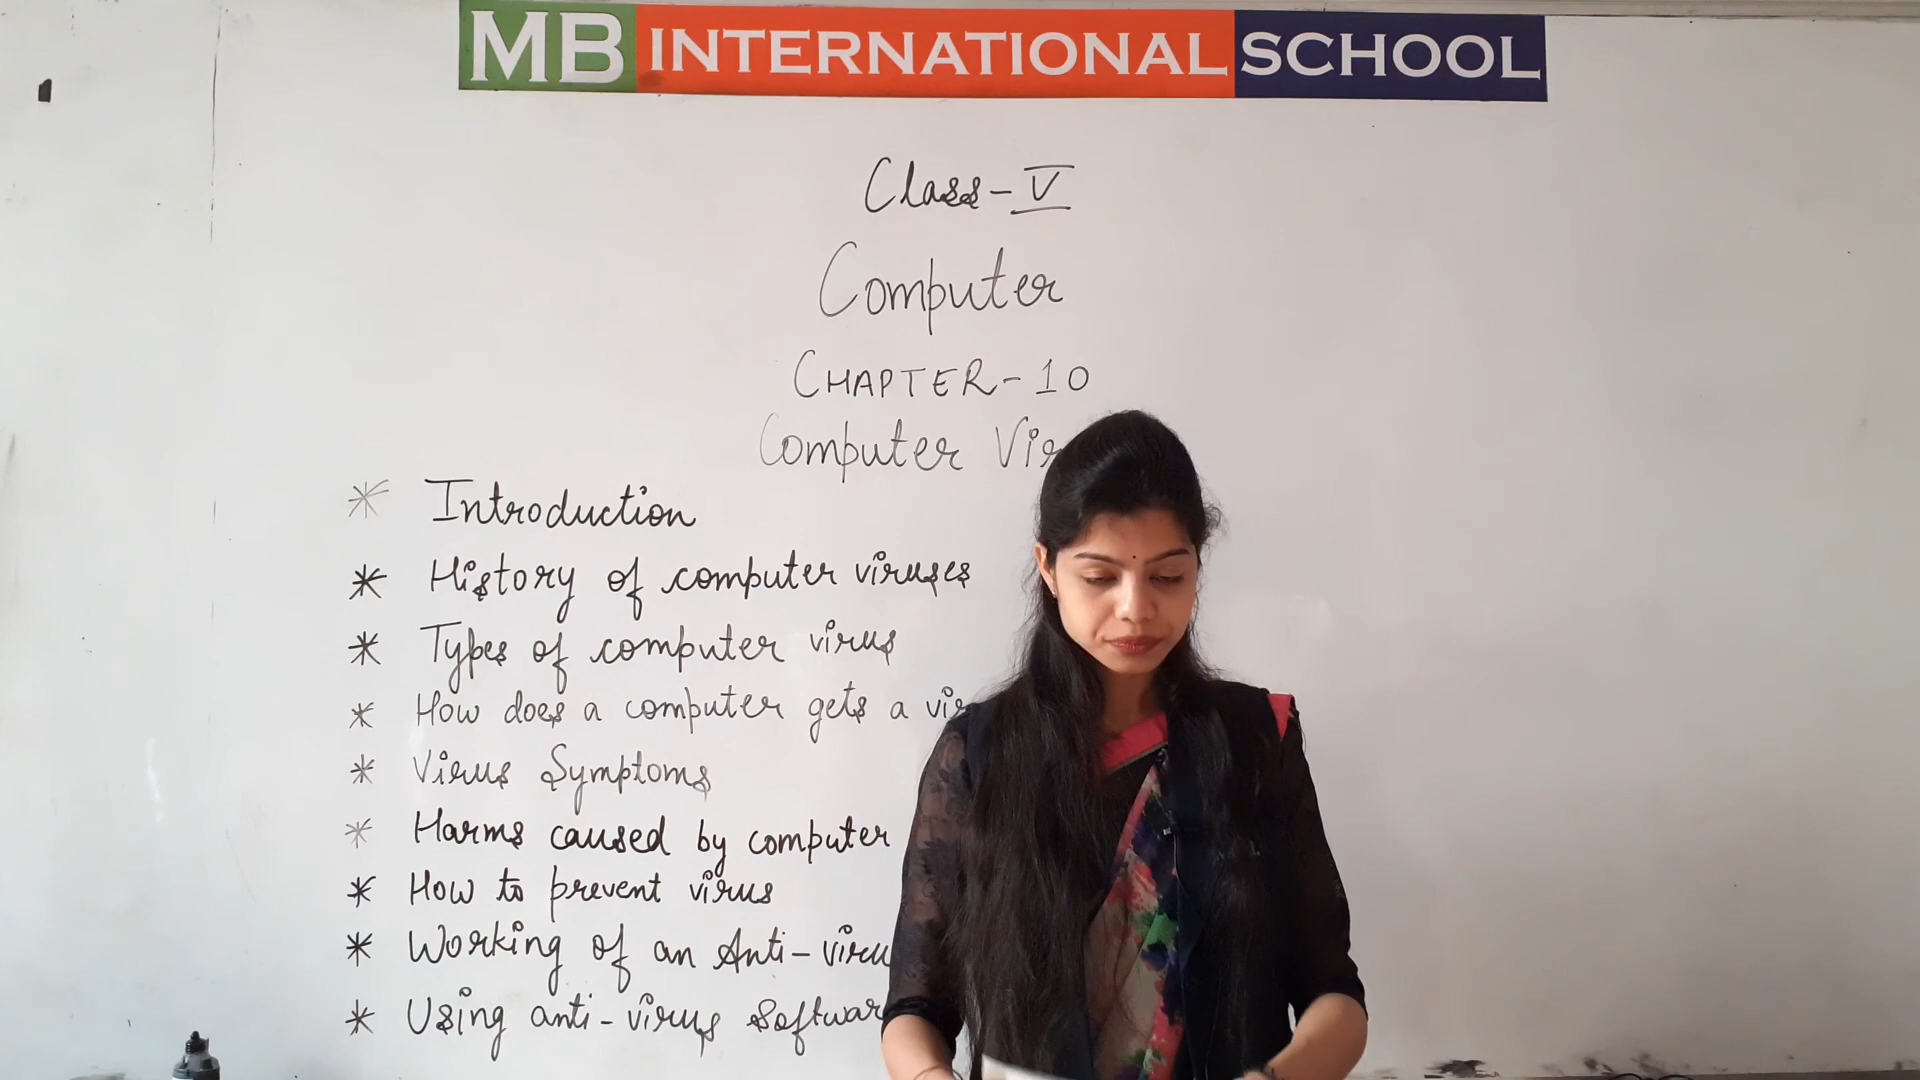 MB INTERNATIONAL SCHOOL
Class - V
Computer
CHAPTER - 10
Computer
* Introduction
* History of computer viruses
* Types of computer virus
* How does a computer gets a
* Virus Symptoms
* Harms caused by computer
* How to prevent virus
* Working of an Anti-
* Using anti-virus